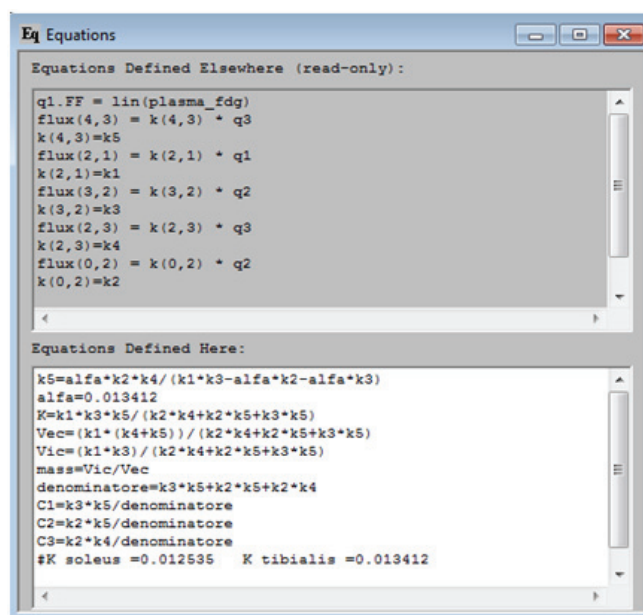 Eq Equations
Equations Defined Elsewhere (read-only):
q1.FF = lin(plasma_fdg)
flux(4,3) = k(4,3) * q3
k(4,3)=k5
flux(2,1) = k(2,1) * q1
k(2,1)=k1
flux(3,2) = k(3,2) * q2
k(3,2)=k3
flux(2,3) = k(2,3) * q3
k(2,3)=k4
flux(0,2) = k(0,2) * q2
k(0,2)=k2
Equations Defined Here:
k5=alfa*k2*k4/(k1*k3-alfa*k2-alfa*k3)
alfa=0.013412
K=k1*k3*k5/(k2*k4+k2*k5+k3*k5)
Vec=(k1*(k4+k5))/(k2*k4+k2*k5+k3*k5)
Vic=(k1*k3)/(k2*k4+k2*k5+k3*k5)
mass=Vic/Vec
denominatore=k3*k5+k2*k5+k2*k4
C1=k3*k5/denominatore
C2=k2*k5/denominatore
C3=k2*k4/denominatore
#K soleus =0.012535 K tibialis =0.013412